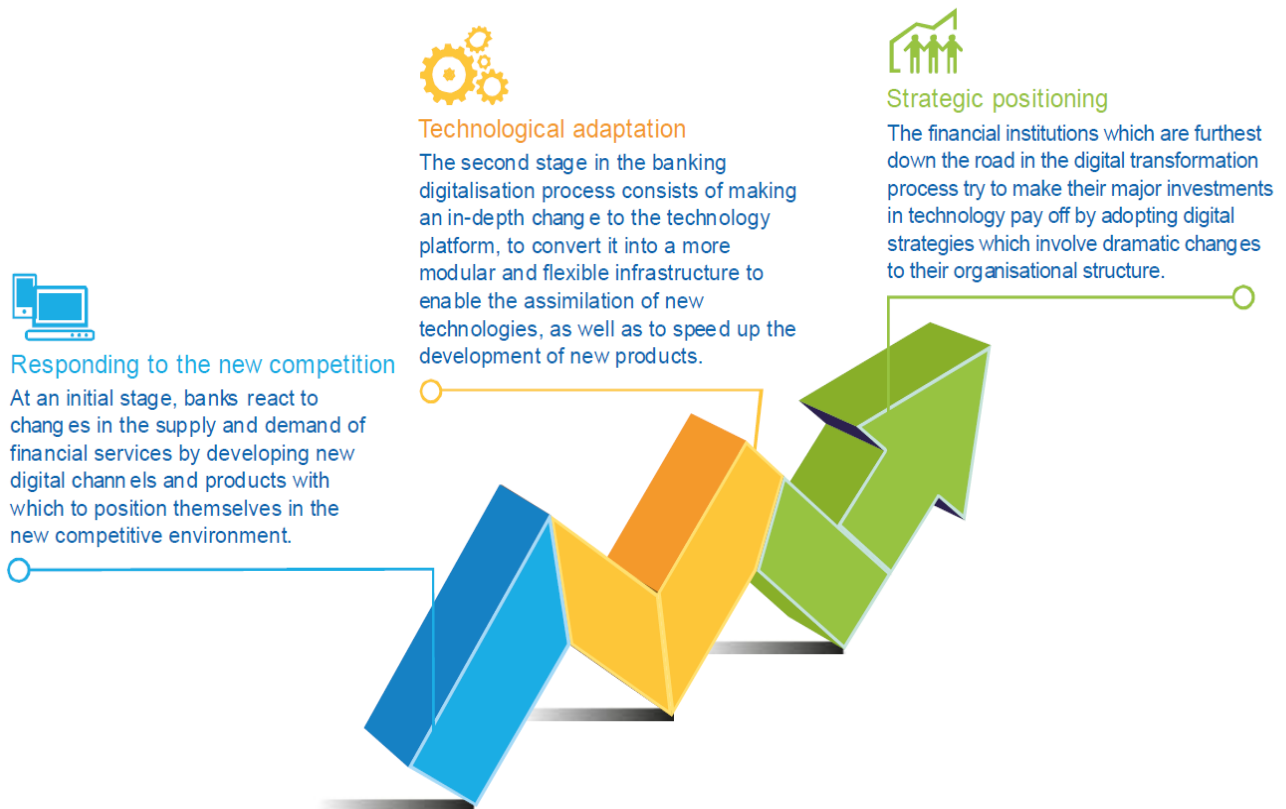 Responding to the new competition
At an initial stage, banks react to
changes in the supply and demand of
financial services by developing new
digital channels and products with
which to position themselves in the
new competitive environment.
Technological adaptation
The second stage in the banking
digitalisation process consists of making
an in-depth change to the technology
platform, to convert it into a more
modular and flexible infrastructure to
enable the assimilation of new
technologies, as well as to speed up the
development of new products.
Strategic positioning
The financial institutions which are furthest
down the road in the digital transformation
process try to make their major investments
in technology pay off by adopting digital
strategies which involve dramatic changes
to their organisational structure.